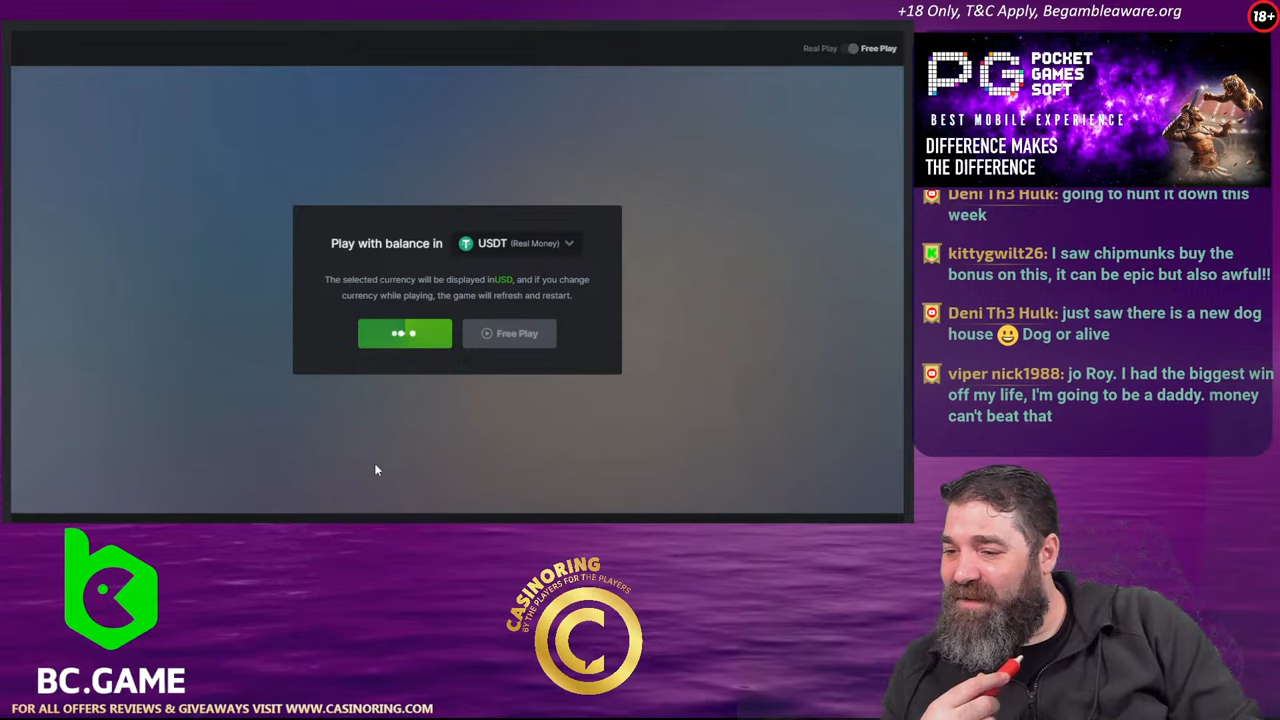 +18 Only, T&C Apply, Begambleaware.org
18+
Real Play
Free Play
Play with balance in
USDT (Real Money)
The selected currency will be displayed inUSD, and if you change
currency while playing, the game will refresh and restart.
Free Play
PG
POCKET
GAMES
SOFT
BEST MOBILE EXPERIENCE
DIFFERENCE MAKES
THE DIFFERENCE
Deni Th3 Hulk: going to hunt it down this
week
kittygwilt26: I saw chipmunks buy the
bonus on this, it can be epic but also awful!!
Deni Th3 Hulk: just saw there is a new dog
house 😀 Dog or alive
viper nick1988: jo Roy. I had the biggest win
off my life, I'm going to be a daddy. money
can't beat that
BC.GAME
CASINORING
BY THE PLAYERS FOR THE PLAYERS
FOR ALL OFFERS REVIEWS & GIVEAWAYS VISIT WWW.CASINORING.COM